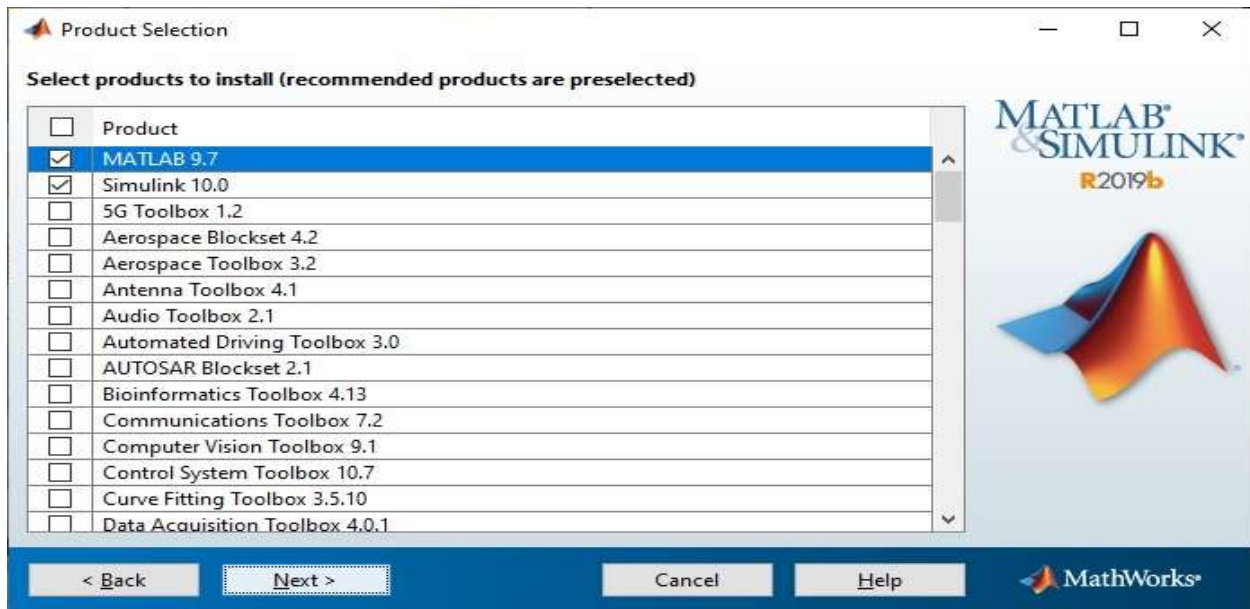 Product Selection
Select products to install (recommended products are preselected)
Product
MATLAB 9.7
Simulink 10.0
5G Toolbox 1.2
Aerospace Blockset 4.2
Aerospace Toolbox 3.2
Antenna Toolbox 4.1
Audio Toolbox 2.1
Automated Driving Toolbox 3.0
AUTOSAR Blockset 2.1
Bioinformatics Toolbox 4.13
Communications Toolbox 7.2
Computer Vision Toolbox 9.1
Control System Toolbox 10.7
Curve Fitting Toolbox 3.5.10
Data Acquisition Toolbox 4.0.1
MATLAB®
&SIMULINK®
R2019b
< Back
Next >
Cancel
Help
MathWorks®